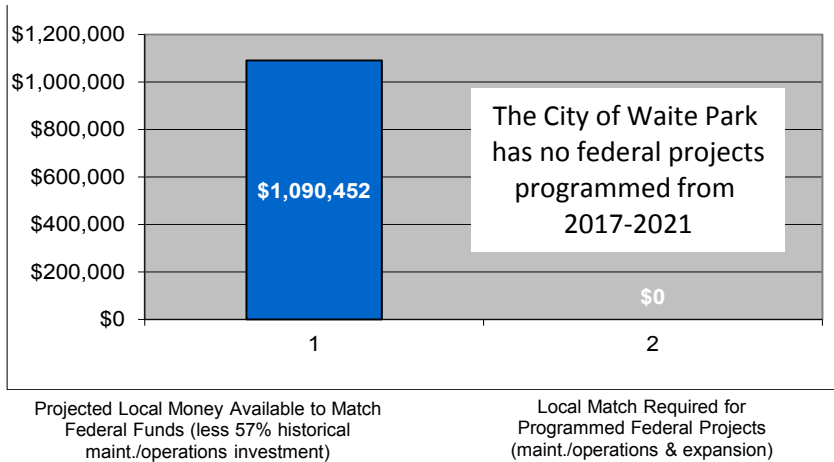 $1,200,000
$1,000,000
$800,000
$600,000
$400,000
$200,000
$0
$1,090,452
The City of Waite Park
has no federal projects
programmed from
2017-2021
$0
1
2
Projected Local Money Available to Match
Federal Funds (less 57% historical
maint./operations investment)
Local Match Required for
Programmed Federal Projects
(maint./operations & expansion)